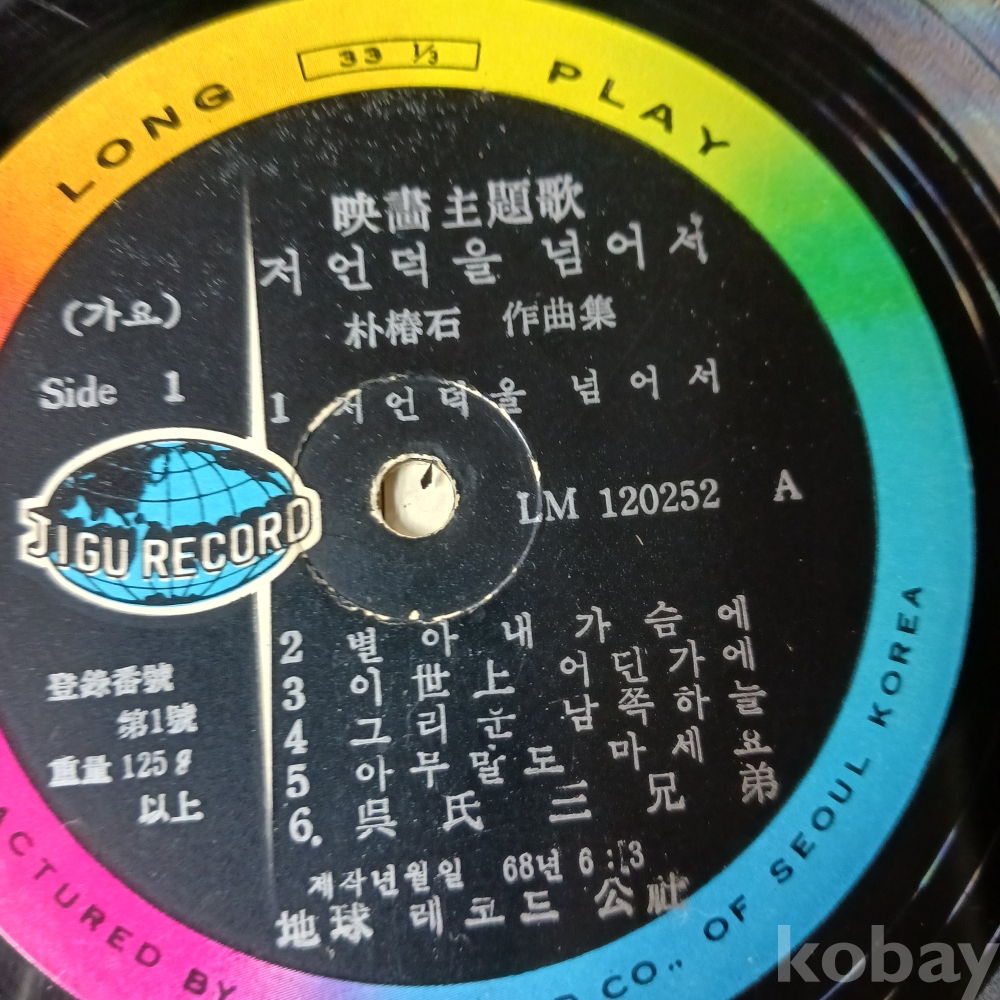 LONG 33 1/3 PLAY
映畵主題歌
저 언덕을 넘어서
(가요)
朴椿石 作曲集
Side 1
1 저 언덕을 넘어서
JIGU RECORD
LM 120252 A
2 별아 내 가슴에
3 이 世上 어딘가에
4 그리운 남쪽하늘
5 아무말도 마세요
6. 吳氏 三兄弟
登錄番號
第1號
重量 125g
以上
제작년월일 68년 6:
地球 레코드 公社
ACTURED BY
D CO., OF SEOUL KOREA
kobay